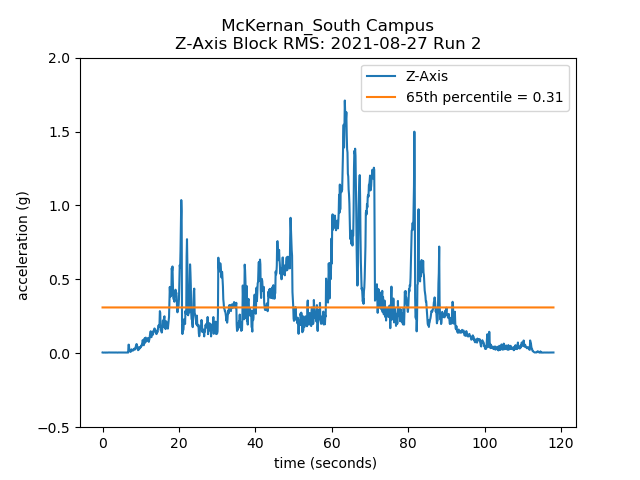 McKernan_South Campus
Z-Axis Block RMS: 2021-08-27 Run 2
Z-Axis
65th percentile = 0.31
2.0
1.5
1.0
0.5
0.0
−0.5
acceleration (g)
0 20 40 60 80 100 120
time (seconds)